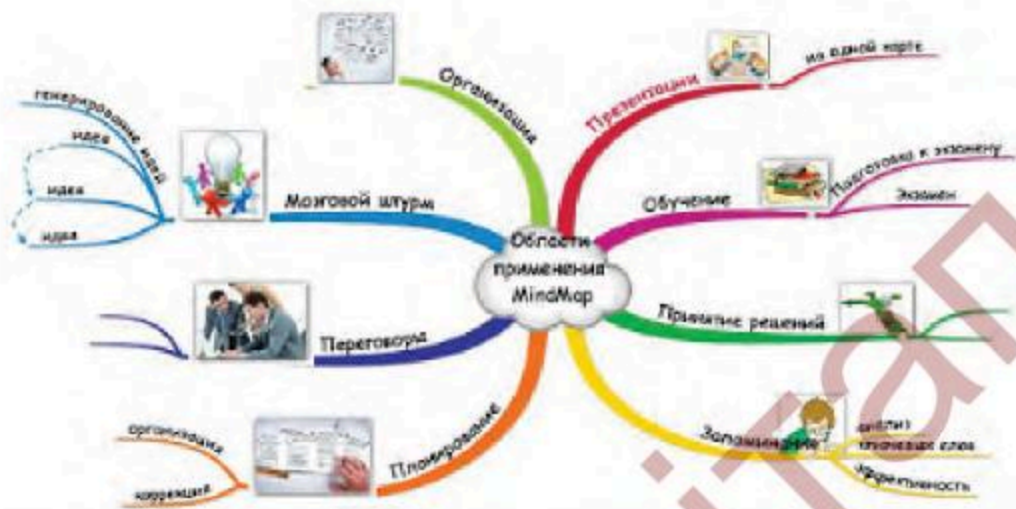 Области
применения
MindMap
Организация
Презентации
на одной карте
Обучение
Подготовка к экзамену
Экзамен
Принятие решений
Запоминание
анализ
ключевых слов
эффективность
Планирование
организация
коррекция
Переговоры
Мозговой штурм
генерирование идей
идея
идея
идея